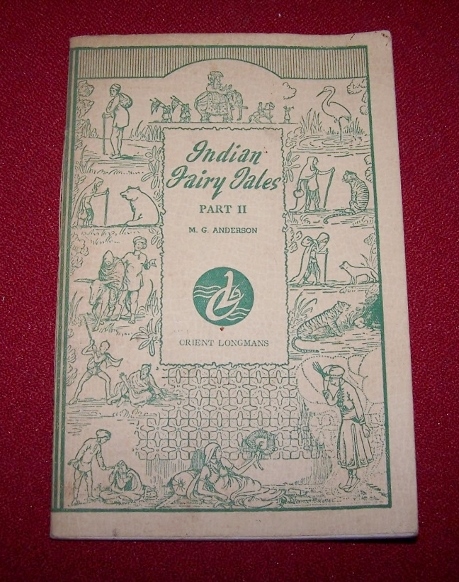 Indian
Fairy Tales
PART II
M. G. ANDERSON
ORIENT LONGMANS